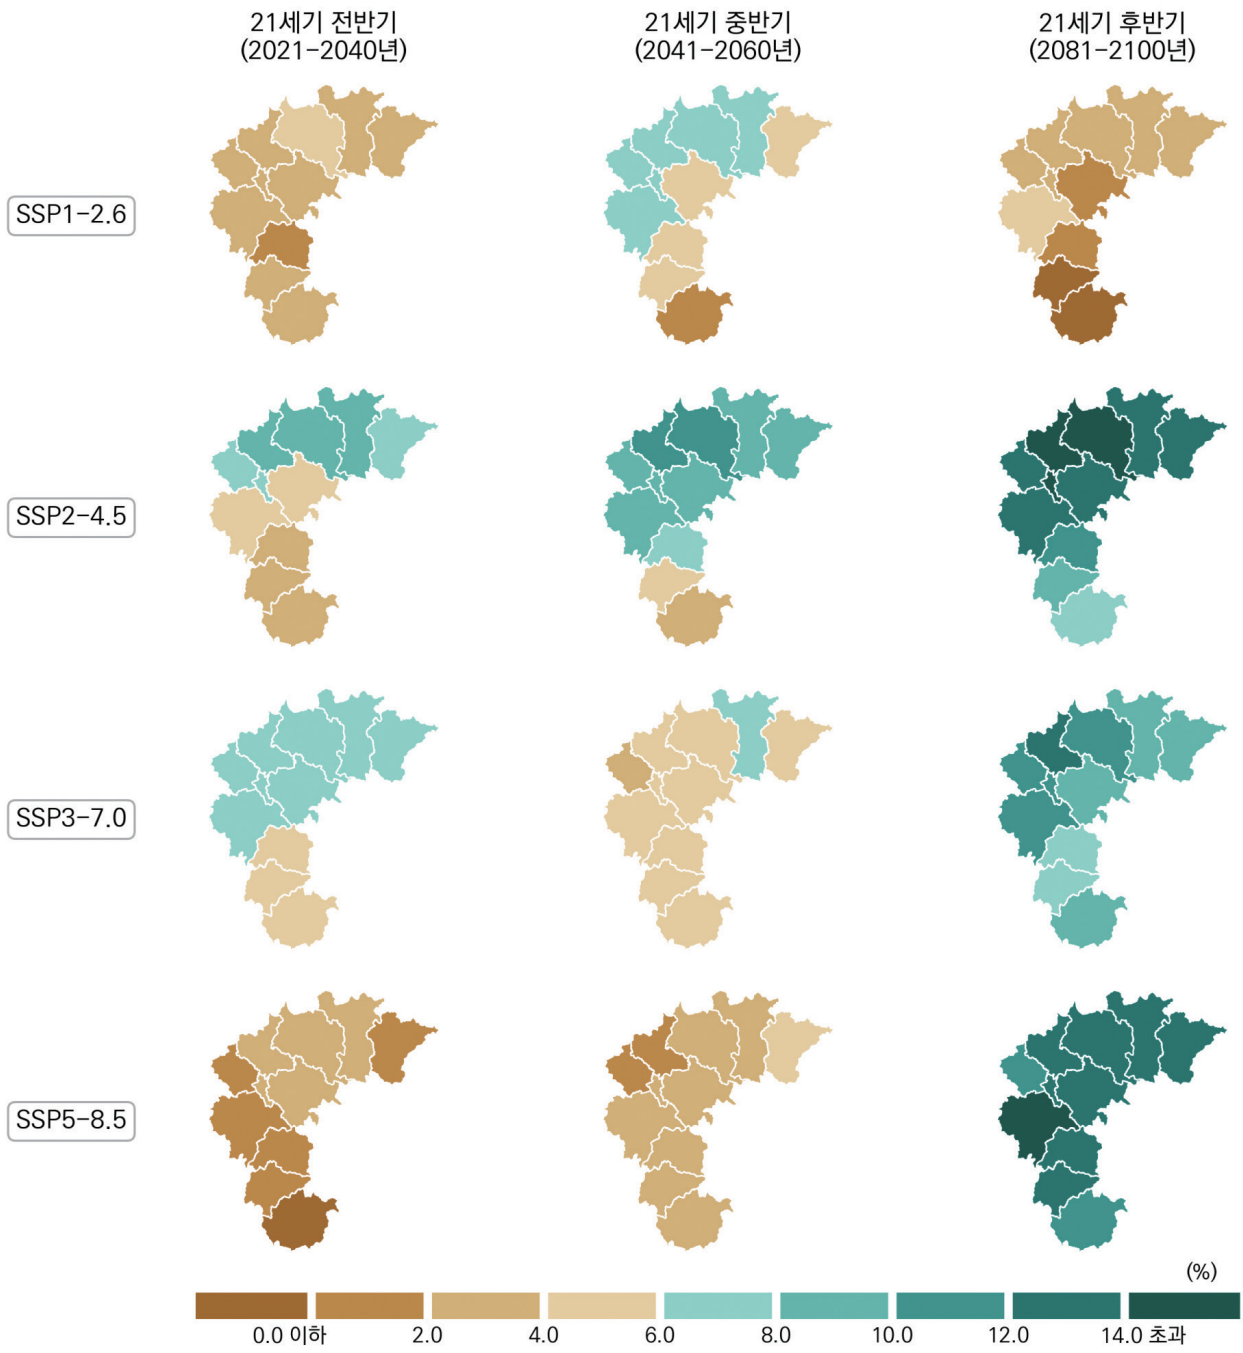 21세기 전반기
(2021-2040년)
21세기 중반기
(2041-2060년)
21세기 후반기
(2081-2100년)
SSP1-2.6
SSP2-4.5
SSP3-7.0
SSP5-8.5
(%)
0.0 이하 2.0 4.0 6.0 8.0 10.0 12.0 14.0 초과